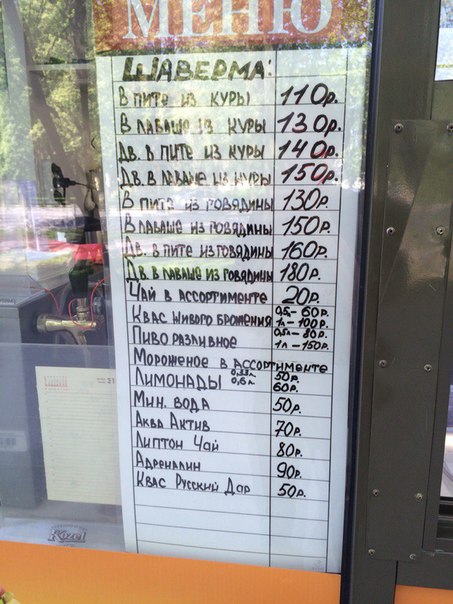 МЕНЮ
ШАВЕРМА:
В ПИТЕ ИЗ КУРЫ 110р.
В ЛАВАШЕ ИЗ КУРЫ 130р.
ДВ. В ПИТЕ ИЗ КУРЫ 140р.
ДВ. В ЛАВАШЕ ИЗ КУРЫ 150р.
В ПИТЕ ИЗ ГОВЯДИНЫ 130р.
В ЛАВАШЕ ИЗ ГОВЯДИНЫ 150р.
ДВ. В ПИТЕ ИЗ ГОВЯДИНЫ 160р.
ДВ. В ЛАВАШЕ ИЗ ГОВЯДИНЫ 180р.
ЧАЙ В АССОРТИМЕНТЕ 20р.
КВАС ЖИВОГО БРОЖЕНИЯ 0,5л-60р. 1л-100р.
ПИВО РАЗЛИВНОЕ 0,5л-80р. 1л-150р.
МОРОЖЕНОЕ В АССОРТИМЕНТЕ
ЛИМОНАДЫ 0,33л. 50р. 0,6л. 60р.
МИН. ВОДА 50р.
АКВА АКТИВ 70р.
ЛИПТОН ЧАЙ 80р.
АДРЕНАЛИН 90р.
КВАС РУССКИЙ ДАР 50р.
Kozel